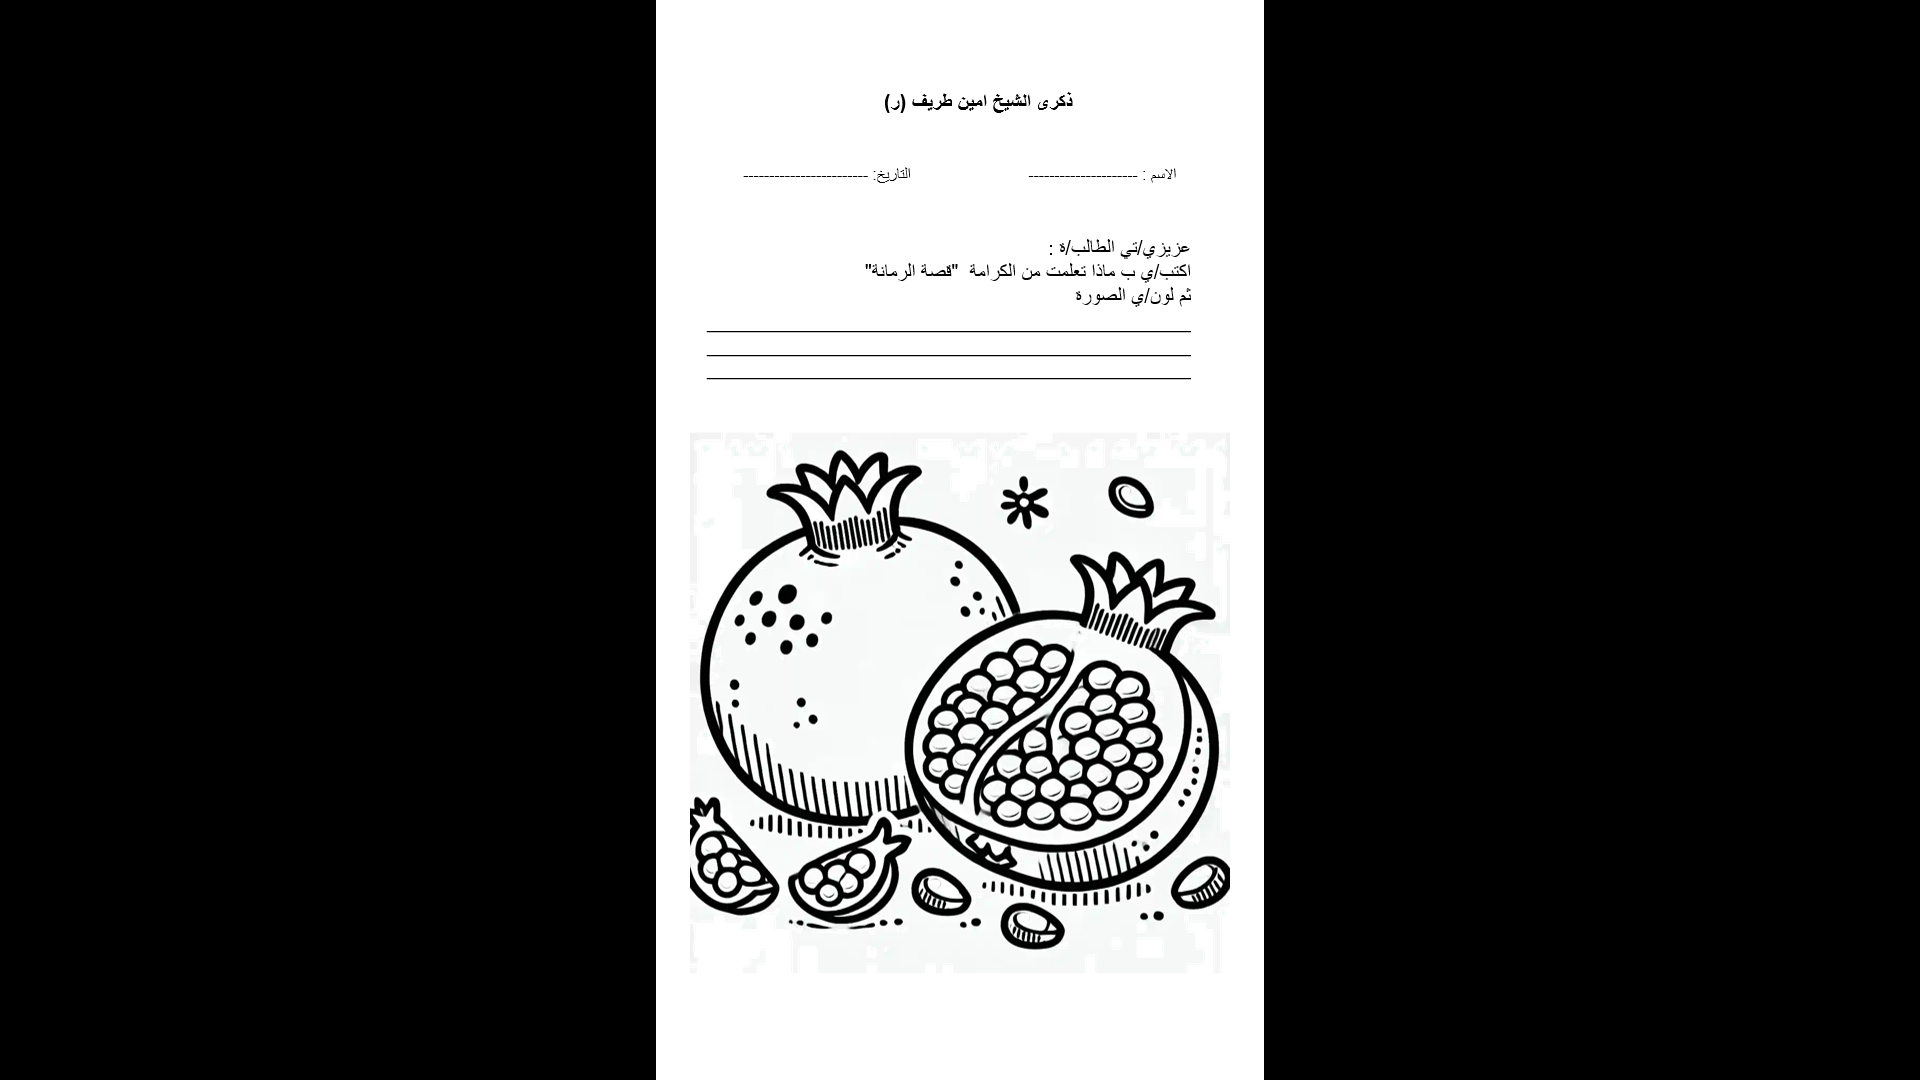 ذكرى الشيخ امين طريف (ر)
الاسم : --------------------- التاريخ: ------------------------
عزيزي/تي الطالب/ة :
اكتب/ي ب ماذا تعلمت من الكرامة "قصة الرمانة"
ثم لون/ي الصورة